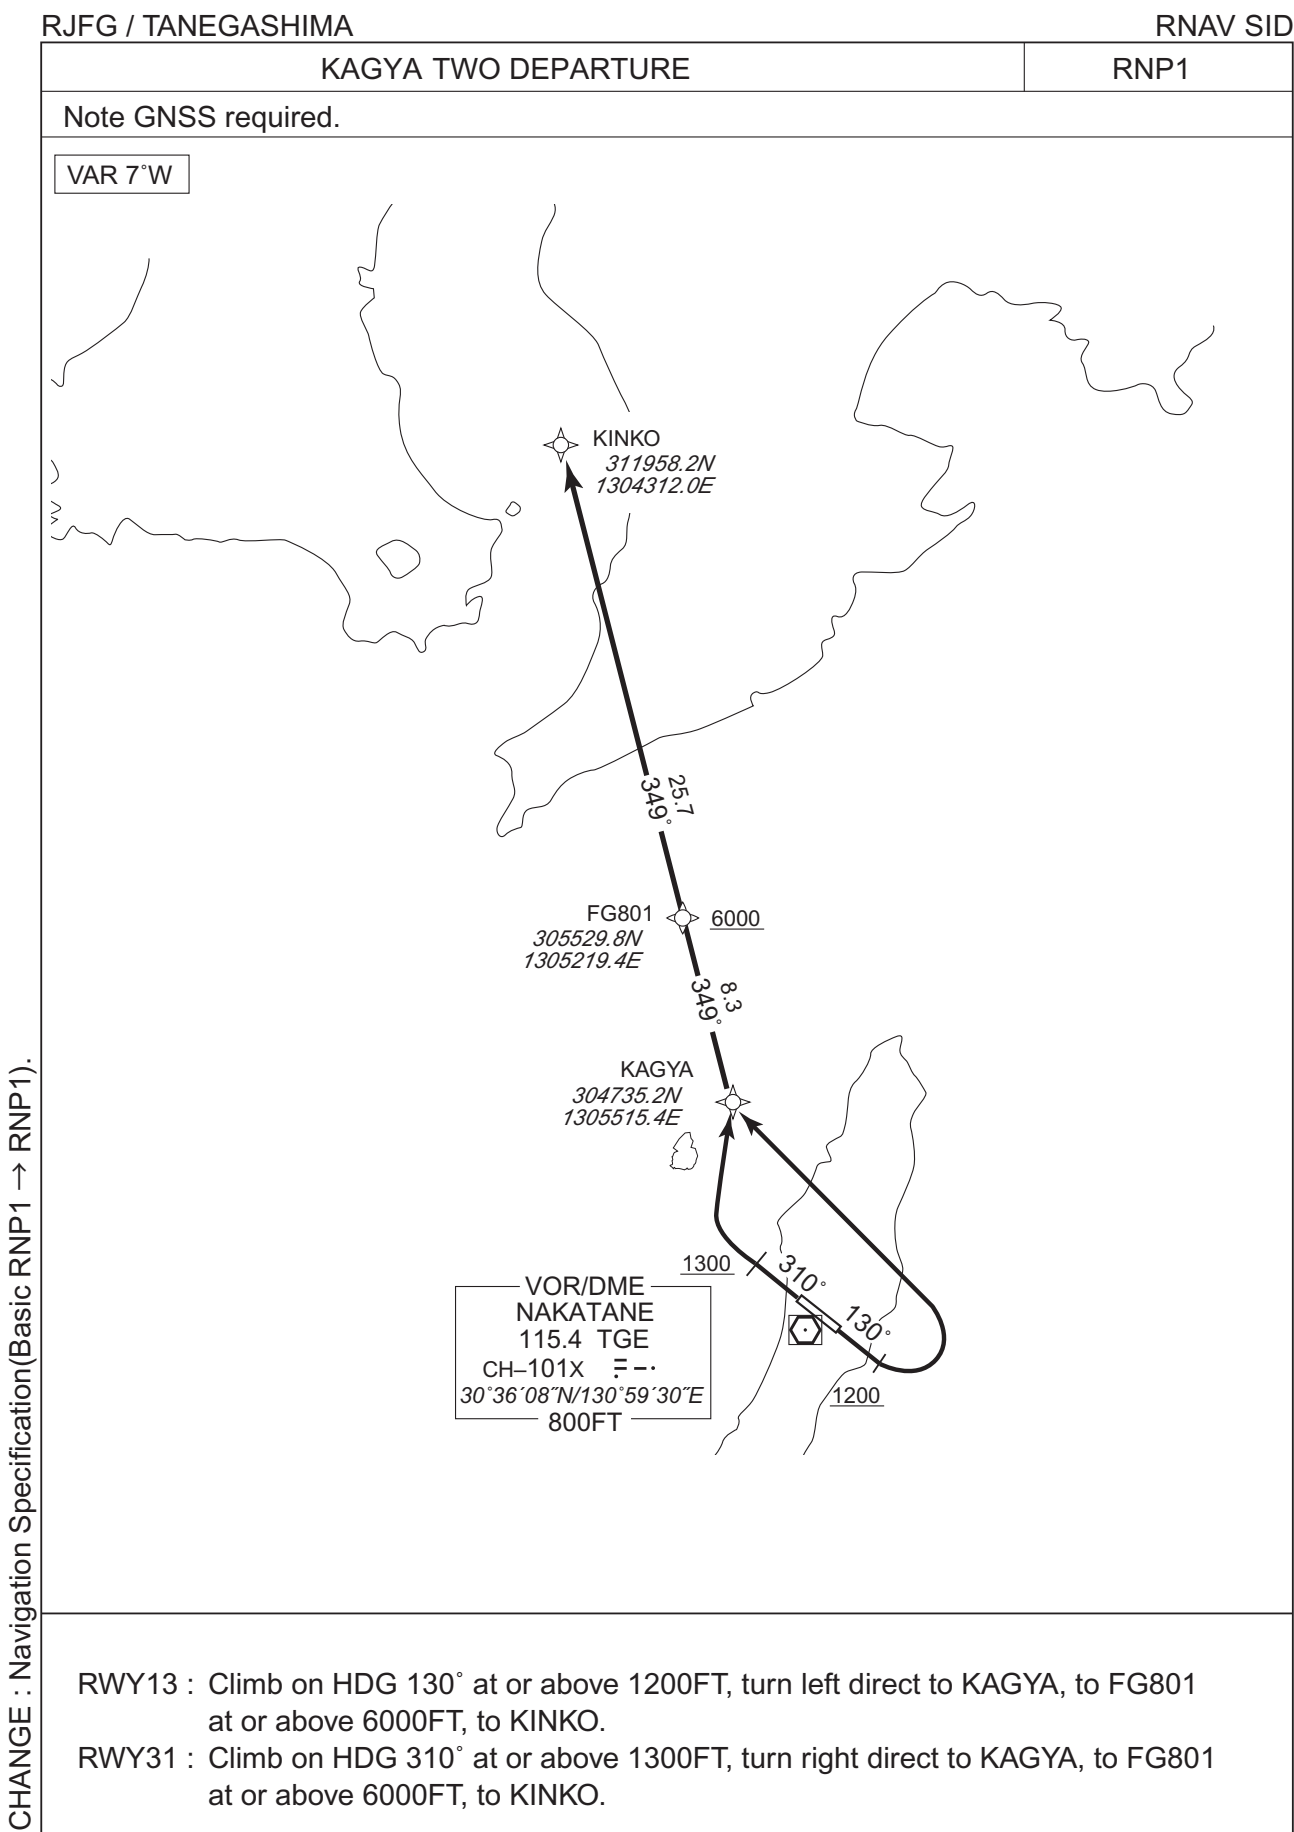 RJFG / TANEGASHIMA
RNAV SID
KAGYA TWO DEPARTURE
RNP1
Note GNSS required.
VAR 7˚W
KINKO
311958.2N
1304312.0E
25.7
349˚
FG801
305529.8N
1305219.4E
6000
8.3
349˚
KAGYA
304735.2N
1305515.4E
1300
310˚
130˚
1200
VOR/DME
NAKATANE
115.4 TGE
CH–101X
30˚36´08˝N/130˚59´30˝E
800FT
RWY13 : Climb on HDG 130˚ at or above 1200FT, turn left direct to KAGYA, to FG801
at or above 6000FT, to KINKO.
RWY31 : Climb on HDG 310˚ at or above 1300FT, turn right direct to KAGYA, to FG801
at or above 6000FT, to KINKO.
CHANGE : Navigation Specification(Basic RNP1 → RNP1).